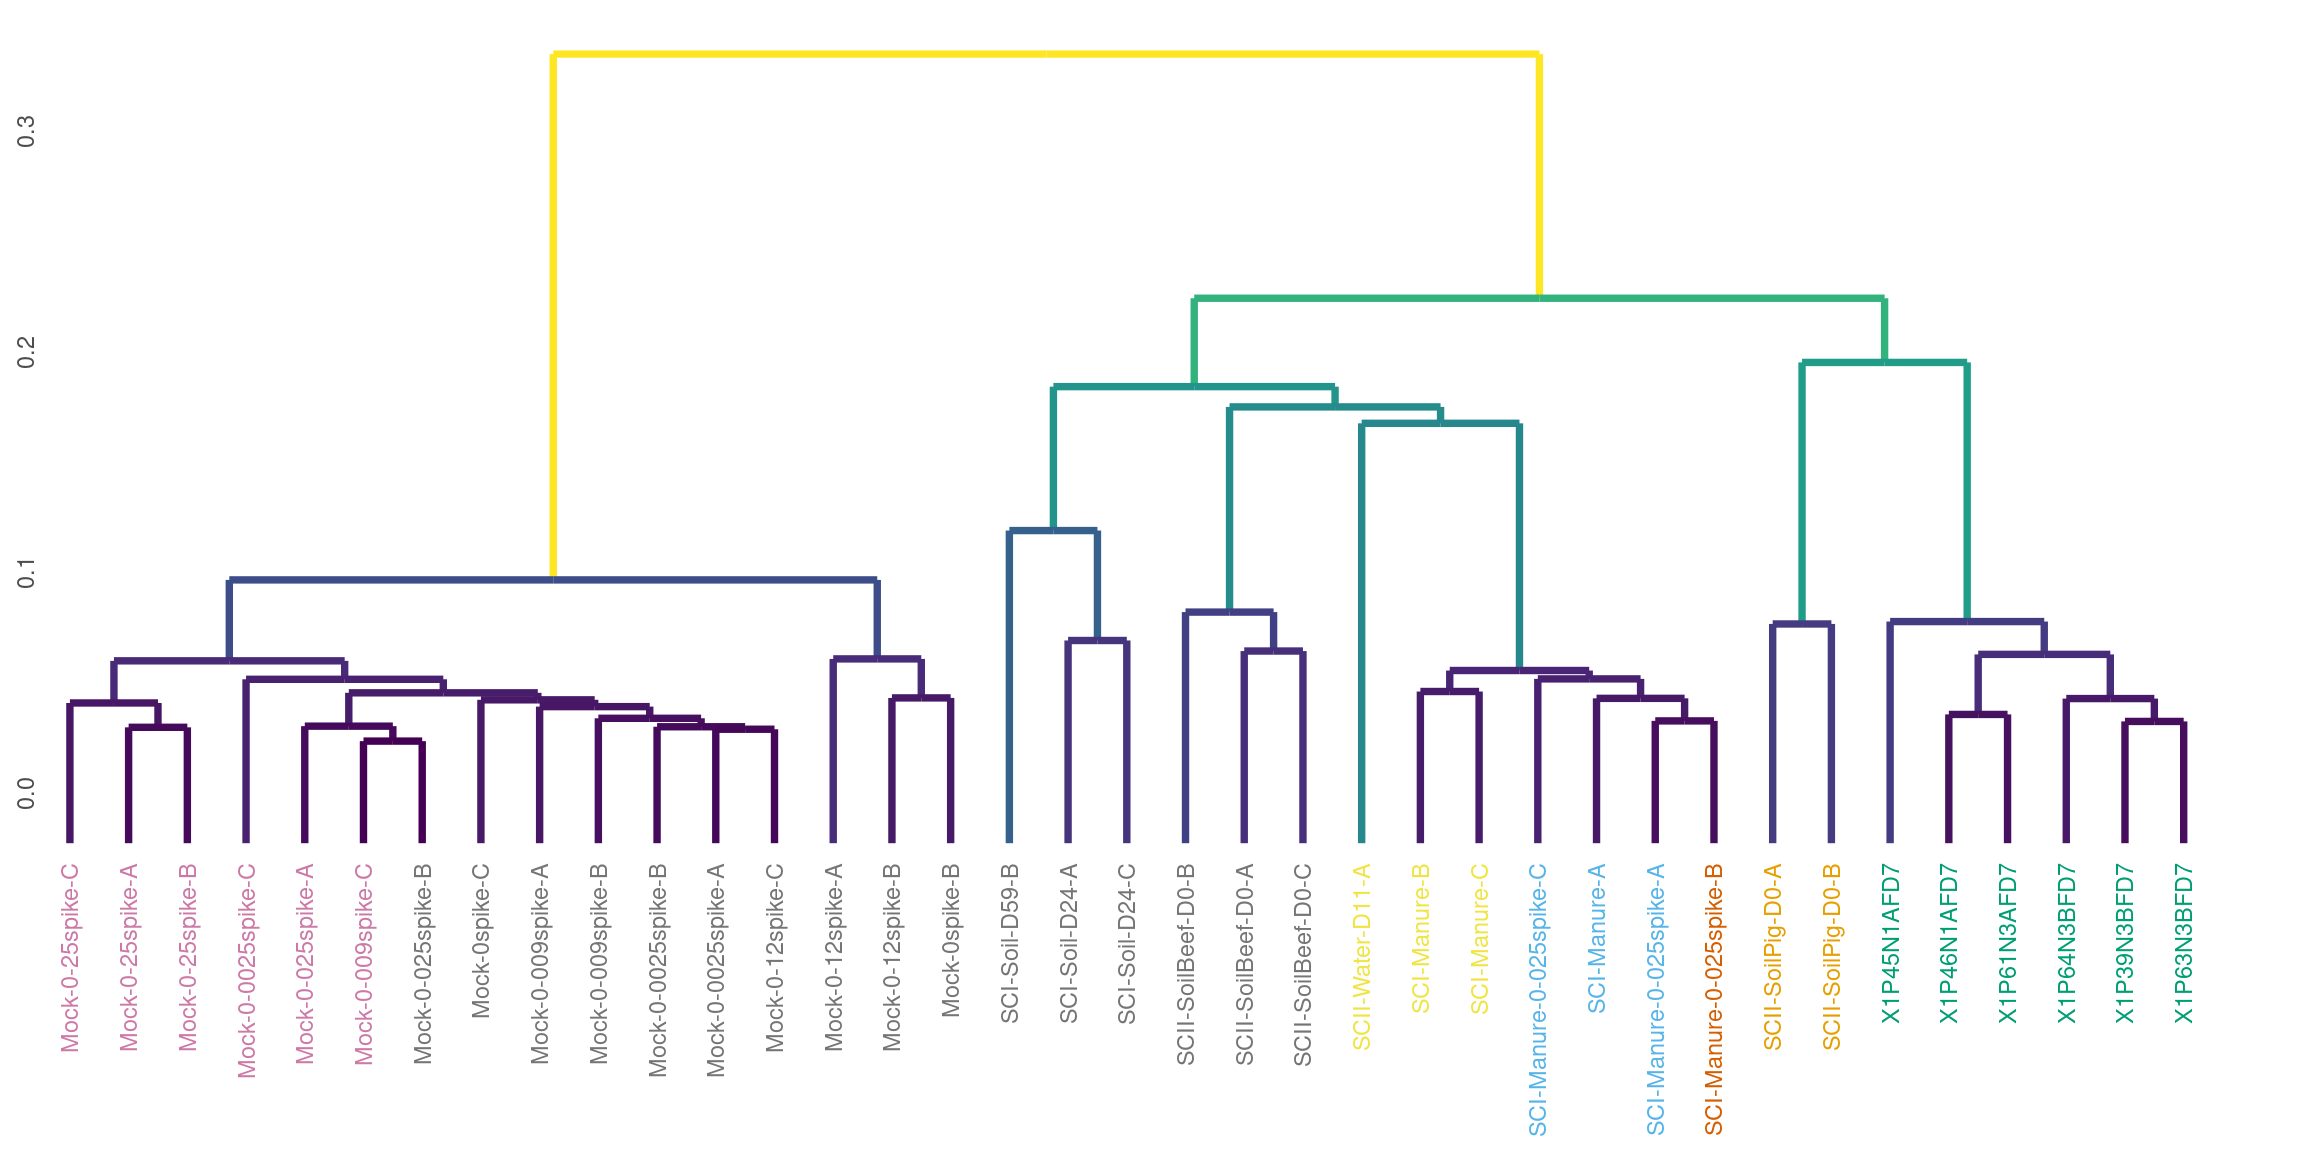 0.3
0.2
0.1
0.0
Mock-0-25spike-C
Mock-0-25spike-A
Mock-0-25spike-B
Mock-0-0025spike-C
Mock-0-025spike-A
Mock-0-009spike-C
Mock-0-025spike-B
Mock-0spike-C
Mock-0-009spike-A
Mock-0-009spike-B
Mock-0-0025spike-B
Mock-0-0025spike-A
Mock-0-12spike-C
Mock-0-12spike-A
Mock-0-12spike-B
Mock-0spike-B
SCI-Soil-D59-B
SCI-Soil-D24-A
SCI-Soil-D24-C
SCII-SoilBeef-D0-B
SCII-SoilBeef-D0-A
SCII-SoilBeef-D0-C
SCII-Water-D11-A
SCI-Manure-B
SCI-Manure-C
SCI-Manure-0-025spike-C
SCI-Manure-A
SCI-Manure-0-025spike-A
SCI-Manure-0-025spike-B
SCII-SoilPig-D0-A
SCII-SoilPig-D0-B
X1P45N1AFD7
X1P46N1AFD7
X1P61N3AFD7
X1P64N3BFD7
X1P39N3BFD7
X1P63N3BFD7